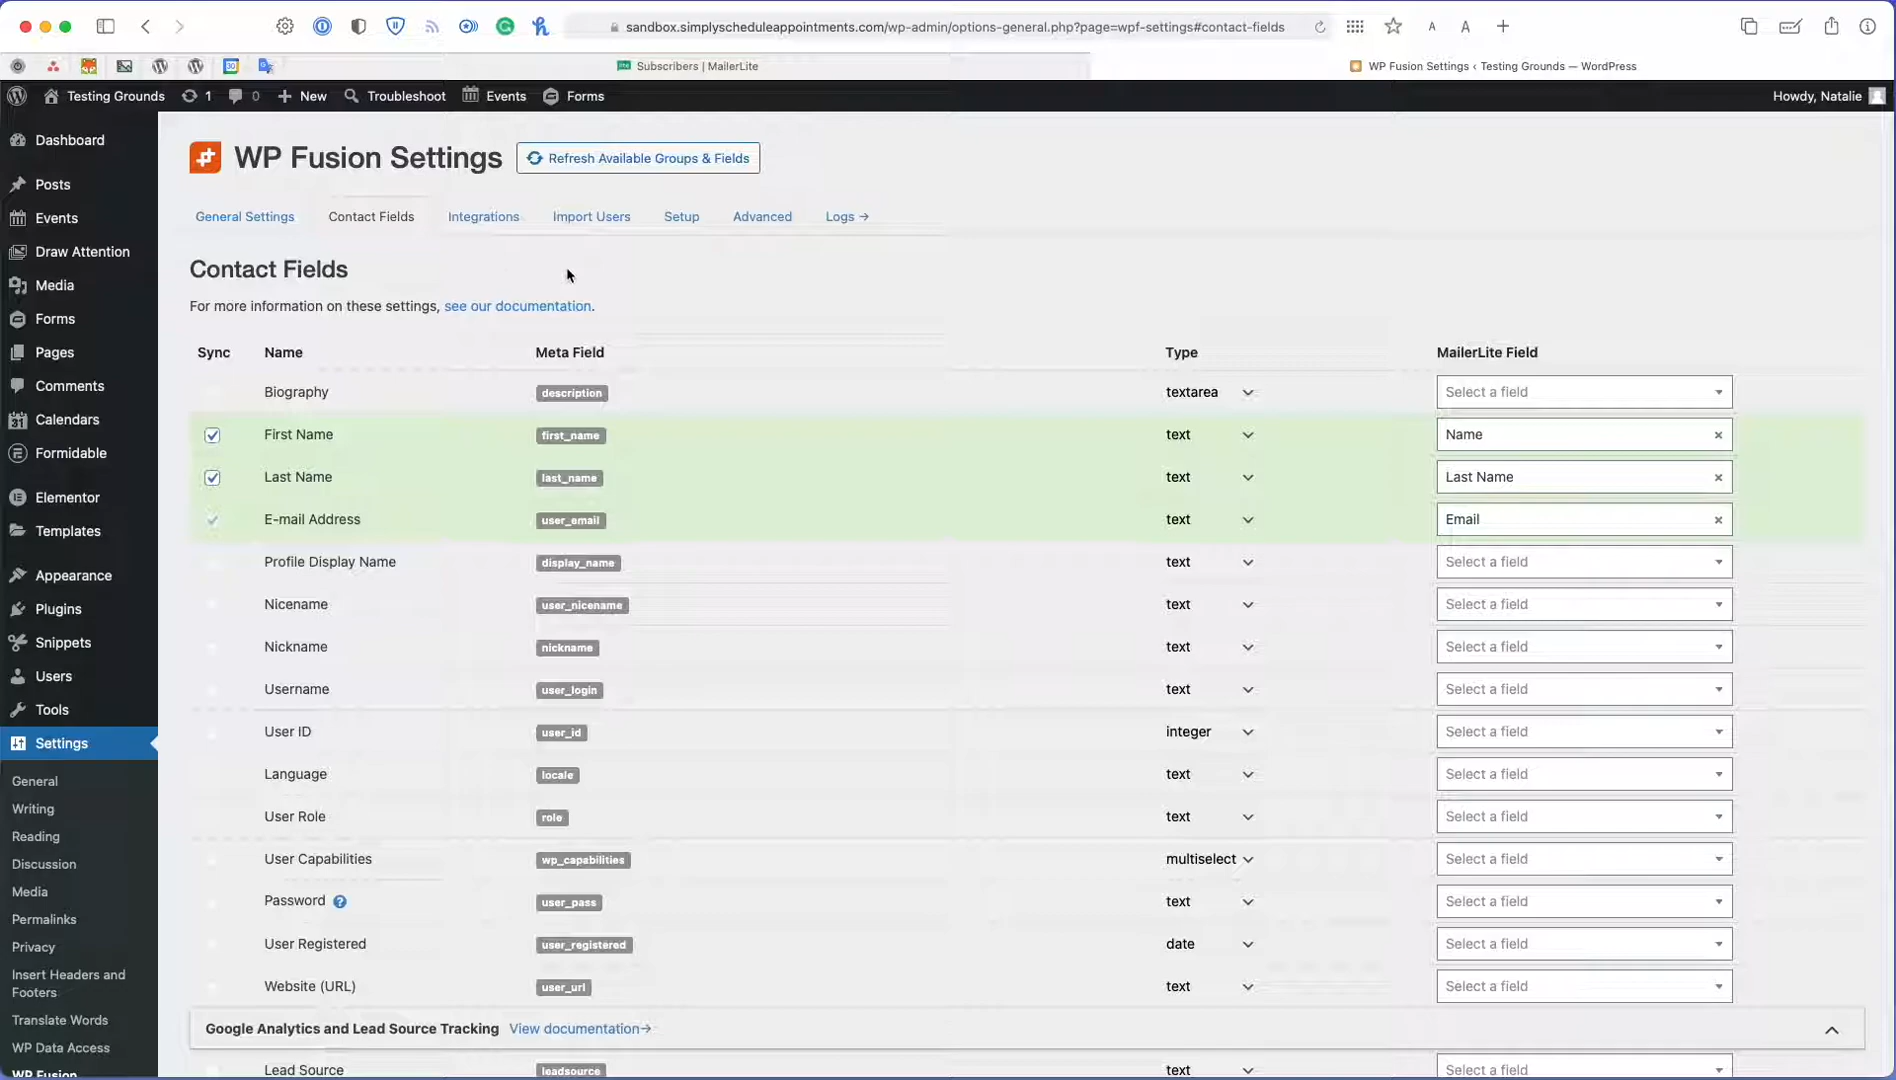 sandbox.simplyscheduleappointments.com/wp-admin/options-general.php?page=wpf-settings#contact-fields
A A
Subscribers | MailerLite
WP Fusion Settings ‹ Testing Grounds — WordPress
Testing Grounds 1 0 New Troubleshoot Events Forms Howdy, Natalie
Dashboard
Posts
Events
Draw Attention
Media
Forms
Pages
Comments
Calendars
Formidable
Elementor
Templates
Appearance
Plugins
Snippets
Users
Tools
Settings
General
Writing
Reading
Discussion
Media
Permalinks
Privacy
Insert Headers and
Footers
Translate Words
WP Data Access
WP Fusion
WP Fusion Settings Refresh Available Groups & Fields
General Settings Contact Fields Integrations Import Users Setup Advanced Logs →
Contact Fields
For more information on these settings, see our documentation.
Sync Name Meta Field Type MailerLite Field
Biography description textarea Select a field
First Name first_name text Name ×
Last Name last_name text Last Name ×
E-mail Address user_email text Email ×
Profile Display Name display_name text Select a field
Nicename user_nicename text Select a field
Nickname nickname text Select a field
Username user_login text Select a field
User ID user_id integer Select a field
Language locale text Select a field
User Role role text Select a field
User Capabilities wp_capabilities multiselect Select a field
Password ? user_pass text Select a field
User Registered user_registered date Select a field
Website (URL) user_url text Select a field
Google Analytics and Lead Source Tracking View documentation→
Lead Source leadsource text Select a field